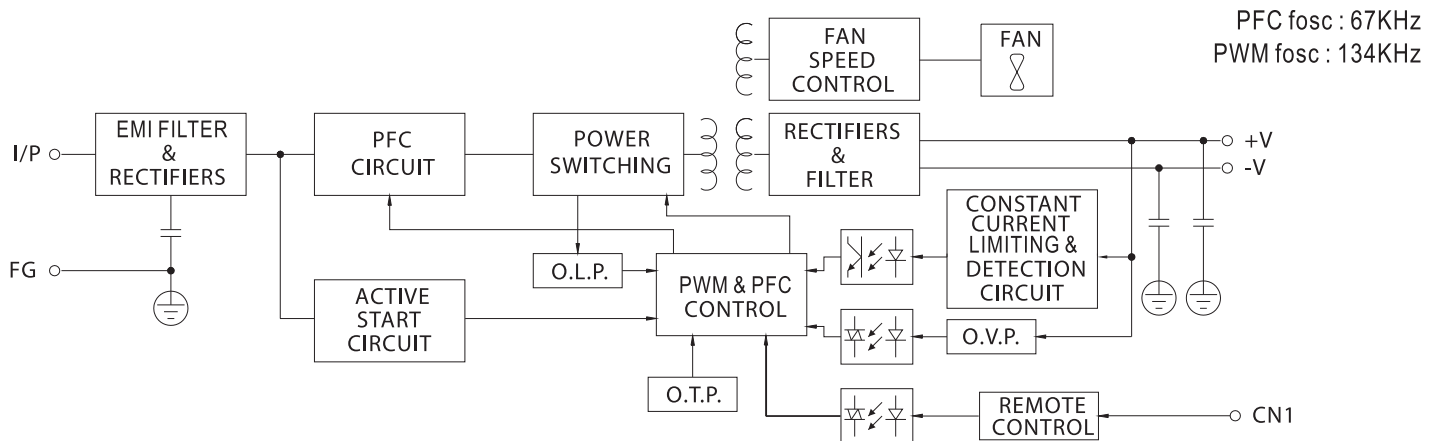 PFC fosc : 67KHz
PWM fosc : 134KHz
FAN
SPEED
CONTROL
FAN
I/P
EMI FILTER
&
RECTIFIERS
PFC
CIRCUIT
POWER
SWITCHING
RECTIFIERS
&
FILTER
+V
-V
FG
O.L.P.
ACTIVE
START
CIRCUIT
PWM & PFC
CONTROL
CONSTANT
CURRENT
LIMITING &
DETECTION
CIRCUIT
O.V.P.
O.T.P.
REMOTE
CONTROL
CN1